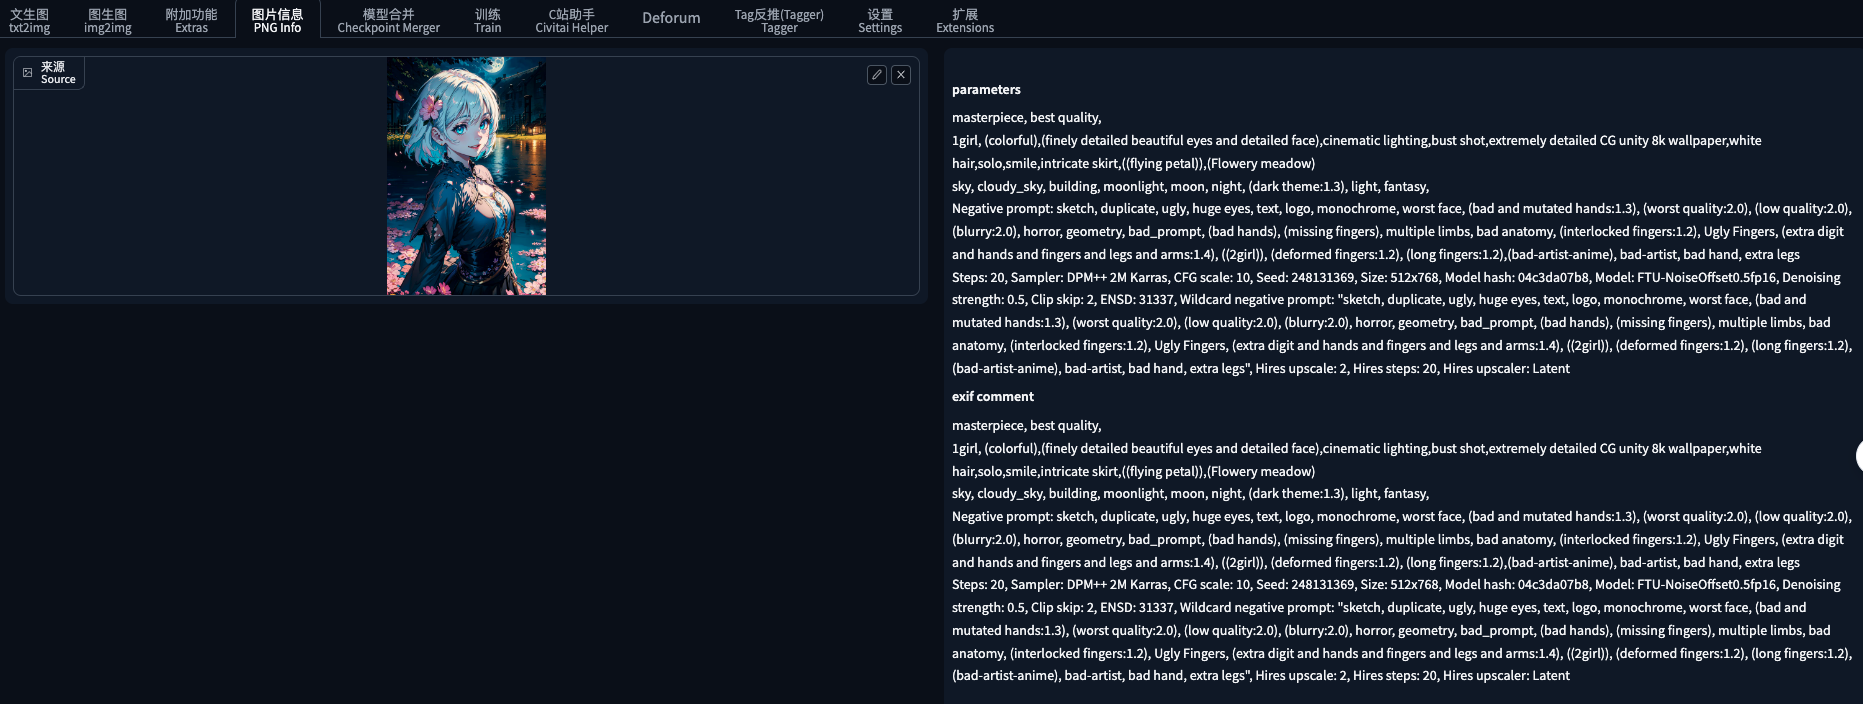 文生图
txt2img
图生图
img2img
附加功能
Extras
图片信息
PNG Info
模型合并
Checkpoint Merger
训练
Train
C站助手
Civitai Helper
Deforum
Tag反推(Tagger)
Tagger
设置
Settings
扩展
Extensions
来源
Source
parameters
masterpiece, best quality,
1girl, (colorful),(finely detailed beautiful eyes and detailed face),cinematic lighting,bust shot,extremely detailed CG unity 8k wallpaper,white
hair,solo,smile,intricate skirt,((flying petal)),(Flowery meadow)
sky, cloudy_sky, building, moonlight, moon, night, (dark theme:1.3), light, fantasy,
Negative prompt: sketch, duplicate, ugly, huge eyes, text, logo, monochrome, worst face, (bad and mutated hands:1.3), (worst quality:2.0), (low quality:2.0),
(blurry:2.0), horror, geometry, bad_prompt, (bad hands), (missing fingers), multiple limbs, bad anatomy, (interlocked fingers:1.2), Ugly Fingers, (extra digit
and hands and fingers and legs and arms:1.4), ((2girl)), (deformed fingers:1.2), (long fingers:1.2),(bad-artist-anime), bad-artist, bad hand, extra legs
Steps: 20, Sampler: DPM++ 2M Karras, CFG scale: 10, Seed: 248131369, Size: 512x768, Model hash: 04c3da07b8, Model: FTU-NoiseOffset0.5fp16, Denoising
strength: 0.5, Clip skip: 2, ENSD: 31337, Wildcard negative prompt: "sketch, duplicate, ugly, huge eyes, text, logo, monochrome, worst face, (bad and
mutated hands:1.3), (worst quality:2.0), (low quality:2.0), (blurry:2.0), horror, geometry, bad_prompt, (bad hands), (missing fingers), multiple limbs, bad
anatomy, (interlocked fingers:1.2), Ugly Fingers, (extra digit and hands and fingers and legs and arms:1.4), ((2girl)), (deformed fingers:1.2), (long fingers:1.2),
(bad-artist-anime), bad-artist, bad hand, extra legs", Hires upscale: 2, Hires steps: 20, Hires upscaler: Latent
exif comment
masterpiece, best quality,
1girl, (colorful),(finely detailed beautiful eyes and detailed face),cinematic lighting,bust shot,extremely detailed CG unity 8k wallpaper,white
hair,solo,smile,intricate skirt,((flying petal)),(Flowery meadow)
sky, cloudy_sky, building, moonlight, moon, night, (dark theme:1.3), light, fantasy,
Negative prompt: sketch, duplicate, ugly, huge eyes, text, logo, monochrome, worst face, (bad and mutated hands:1.3), (worst quality:2.0), (low quality:2.0),
(blurry:2.0), horror, geometry, bad_prompt, (bad hands), (missing fingers), multiple limbs, bad anatomy, (interlocked fingers:1.2), Ugly Fingers, (extra digit
and hands and fingers and legs and arms:1.4), ((2girl)), (deformed fingers:1.2), (long fingers:1.2),(bad-artist-anime), bad-artist, bad hand, extra legs
Steps: 20, Sampler: DPM++ 2M Karras, CFG scale: 10, Seed: 248131369, Size: 512x768, Model hash: 04c3da07b8, Model: FTU-NoiseOffset0.5fp16, Denoising
strength: 0.5, Clip skip: 2, ENSD: 31337, Wildcard negative prompt: "sketch, duplicate, ugly, huge eyes, text, logo, monochrome, worst face, (bad and
mutated hands:1.3), (worst quality:2.0), (low quality:2.0), (blurry:2.0), horror, geometry, bad_prompt, (bad hands), (missing fingers), multiple limbs, bad
anatomy, (interlocked fingers:1.2), Ugly Fingers, (extra digit and hands and fingers and legs and arms:1.4), ((2girl)), (deformed fingers:1.2), (long fingers:1.2),
(bad-artist-anime), bad-artist, bad hand, extra legs", Hires upscale: 2, Hires steps: 20, Hires upscaler: Latent